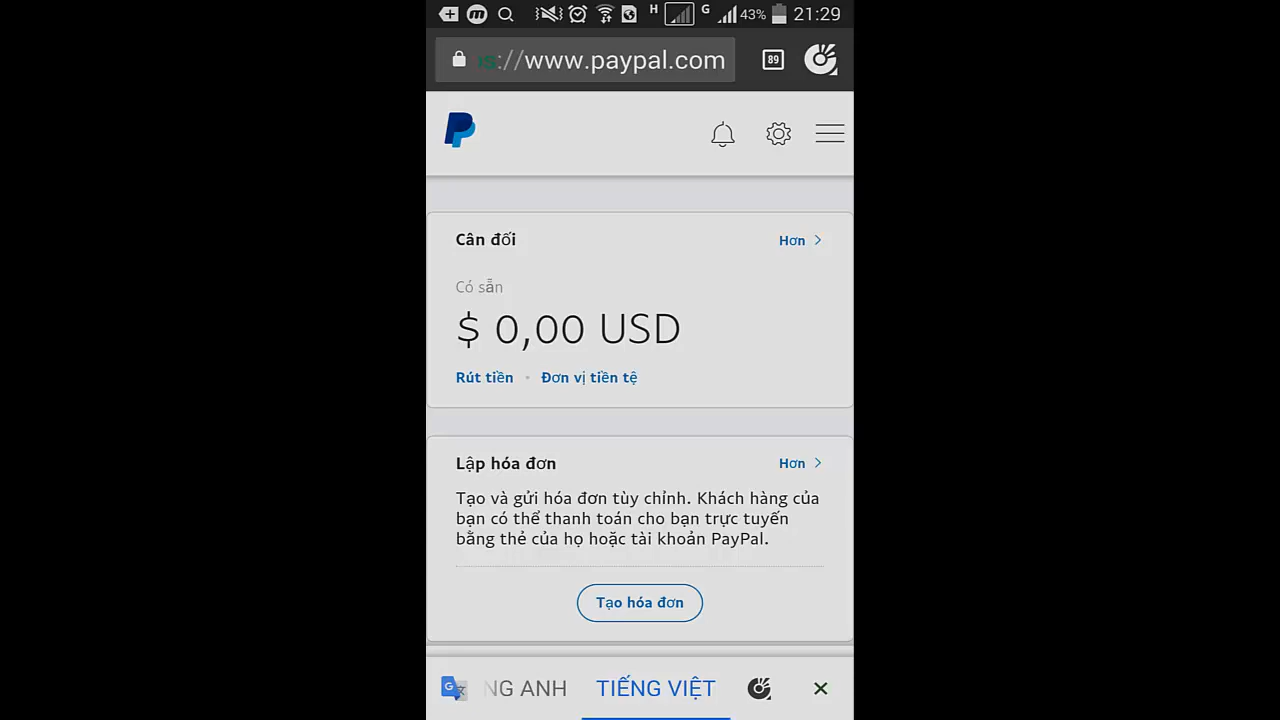 H G 43% 21:29
s://www.paypal.com 89
Cân đối Hơn
Có sẵn
$ 0,00 USD
Rút tiền • Đơn vị tiền tệ
Lập hóa đơn Hơn
Tạo và gửi hóa đơn tùy chỉnh. Khách hàng của
bạn có thể thanh toán cho bạn trực tuyến
bằng thẻ của họ hoặc tài khoản PayPal.
Tạo hóa đơn
NG ANH TIẾNG VIỆT